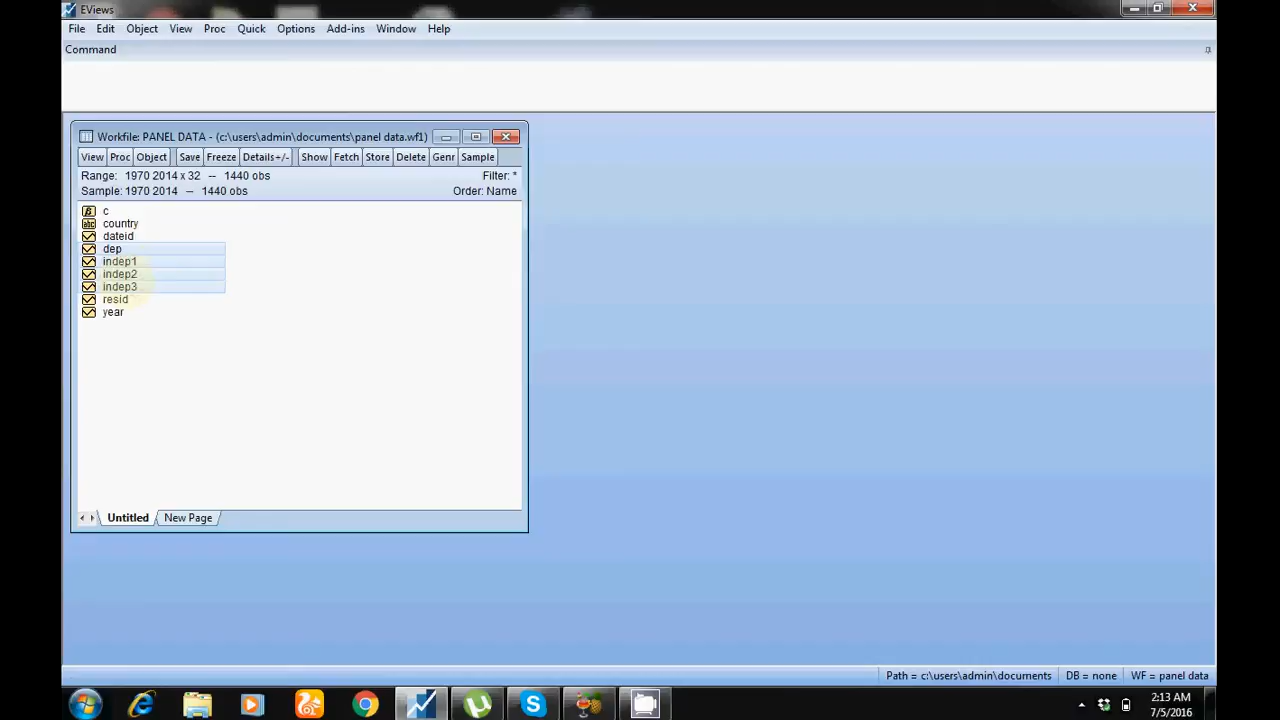 EViews
File Edit Object View Proc Quick Options Add-ins Window Help
Command
Workfile: PANEL DATA - (c:\users\admin\documents\panel data.wf1)
View Proc Object Save Freeze Details+/- Show Fetch Store Delete Genr Sample
Range: 1970 2014 x 32 -- 1440 obs Filter: *
Sample: 1970 2014 -- 1440 obs Order: Name
β c
abc country
dateid
dep
indep1
indep2
indep3
resid
year
Untitled New Page
Path = c:\users\admin\documents DB = none WF = panel data
2:13 AM
7/5/2016